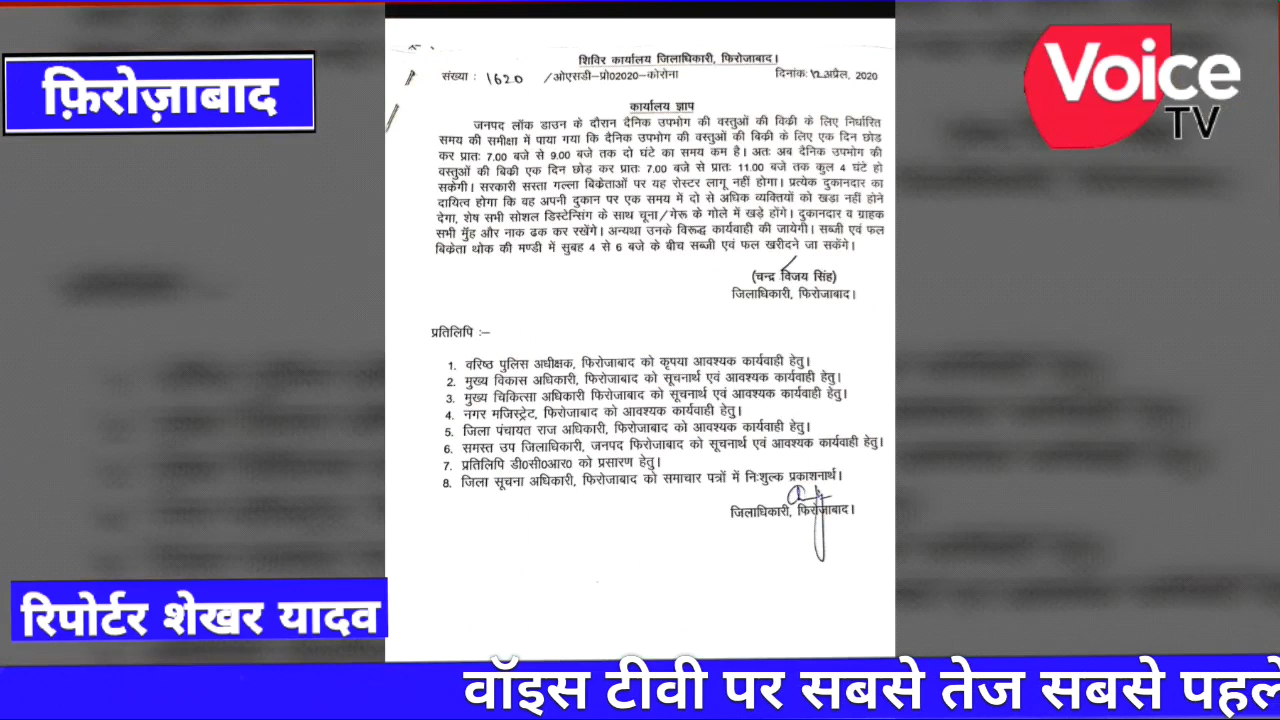 फ़िरोज़ाबाद
Voice
TV
शिविर कार्यालय जिलाधिकारी, फिरोजाबाद।
संख्या : 1620 /ओएसडी–प्रो02020–कोरोना दिनांक: 12 अप्रैल, 2020
कार्यालय ज्ञाप
जनपद लॉक डाउन के दौरान दैनिक उपभोग की वस्तुओं की विक्री के लिए निर्धारित
समय की समीक्षा में पाया गया कि दैनिक उपभोग की वस्तुओं की बिक्री के लिए एक दिन छोड
कर प्रातः 7.00 बजे से 9.00 बजे तक दो घंटे का समय कम है। अतः अब दैनिक उपभोग की
वस्तुओं की बिक्री एक दिन छोड कर प्रातः 7.00 बजे से प्रातः 11.00 बजे तक कुल 4 घंटे हो
सकेगी। सरकारी सस्ता गल्ला बिक्रेताओं पर यह रोस्टर लागू नहीं होगा। प्रत्येक दुकानदार का
दायित्व होगा कि वह अपनी दुकान पर एक समय में दो से अधिक व्यक्तियों को खडा नहीं होने
देगा, शेष सभी सोशल डिस्टेन्सिंग के साथ चूना/गेरू के गोले में खड़े होंगे। दुकानदार व ग्राहक
सभी मुँह और नाक ढक कर रखेंगे। अन्यथा उनके विरूद्ध कार्यवाही की जायेगी। सब्जी एवं फल
बिक्रेता थोक की मण्डी में सुबह 4 से 6 बजे के बीच सब्जी एवं फल खरीदने जा सकेंगे।
(चन्द्र विजय सिंह)
जिलाधिकारी, फिरोजाबाद।
प्रतिलिपि :–
1. वरिष्ठ पुलिस अधीक्षक, फिरोजाबाद को कृपया आवश्यक कार्यवाही हेतु।
2. मुख्य विकास अधिकारी, फिरोजाबाद को सूचनार्थ एवं आवश्यक कार्यवाही हेतु।
3. मुख्य चिकित्सा अधिकारी फिरोजाबाद को सूचनार्थ एवं आवश्यक कार्यवाही हेतु।
4. नगर मजिस्ट्रेट, फिरोजाबाद को आवश्यक कार्यवाही हेतु।
5. जिला पंचायत राज अधिकारी, फिरोजाबाद को आवश्यक कार्यवाही हेतु।
6. समस्त उप जिलाधिकारी, जनपद फिरोजाबाद को सूचनार्थ एवं आवश्यक कार्यवाही हेतु।
7. प्रतिलिपि डी0सी0आर0 को प्रसारण हेतु।
8. जिला सूचना अधिकारी, फिरोजाबाद को समाचार पत्रों में निःशुल्क प्रकाशनार्थ।
जिलाधिकारी, फिरोजाबाद।
रिपोर्टर शेखर यादव
वॉइस टीवी पर सबसे तेज सबसे पहले